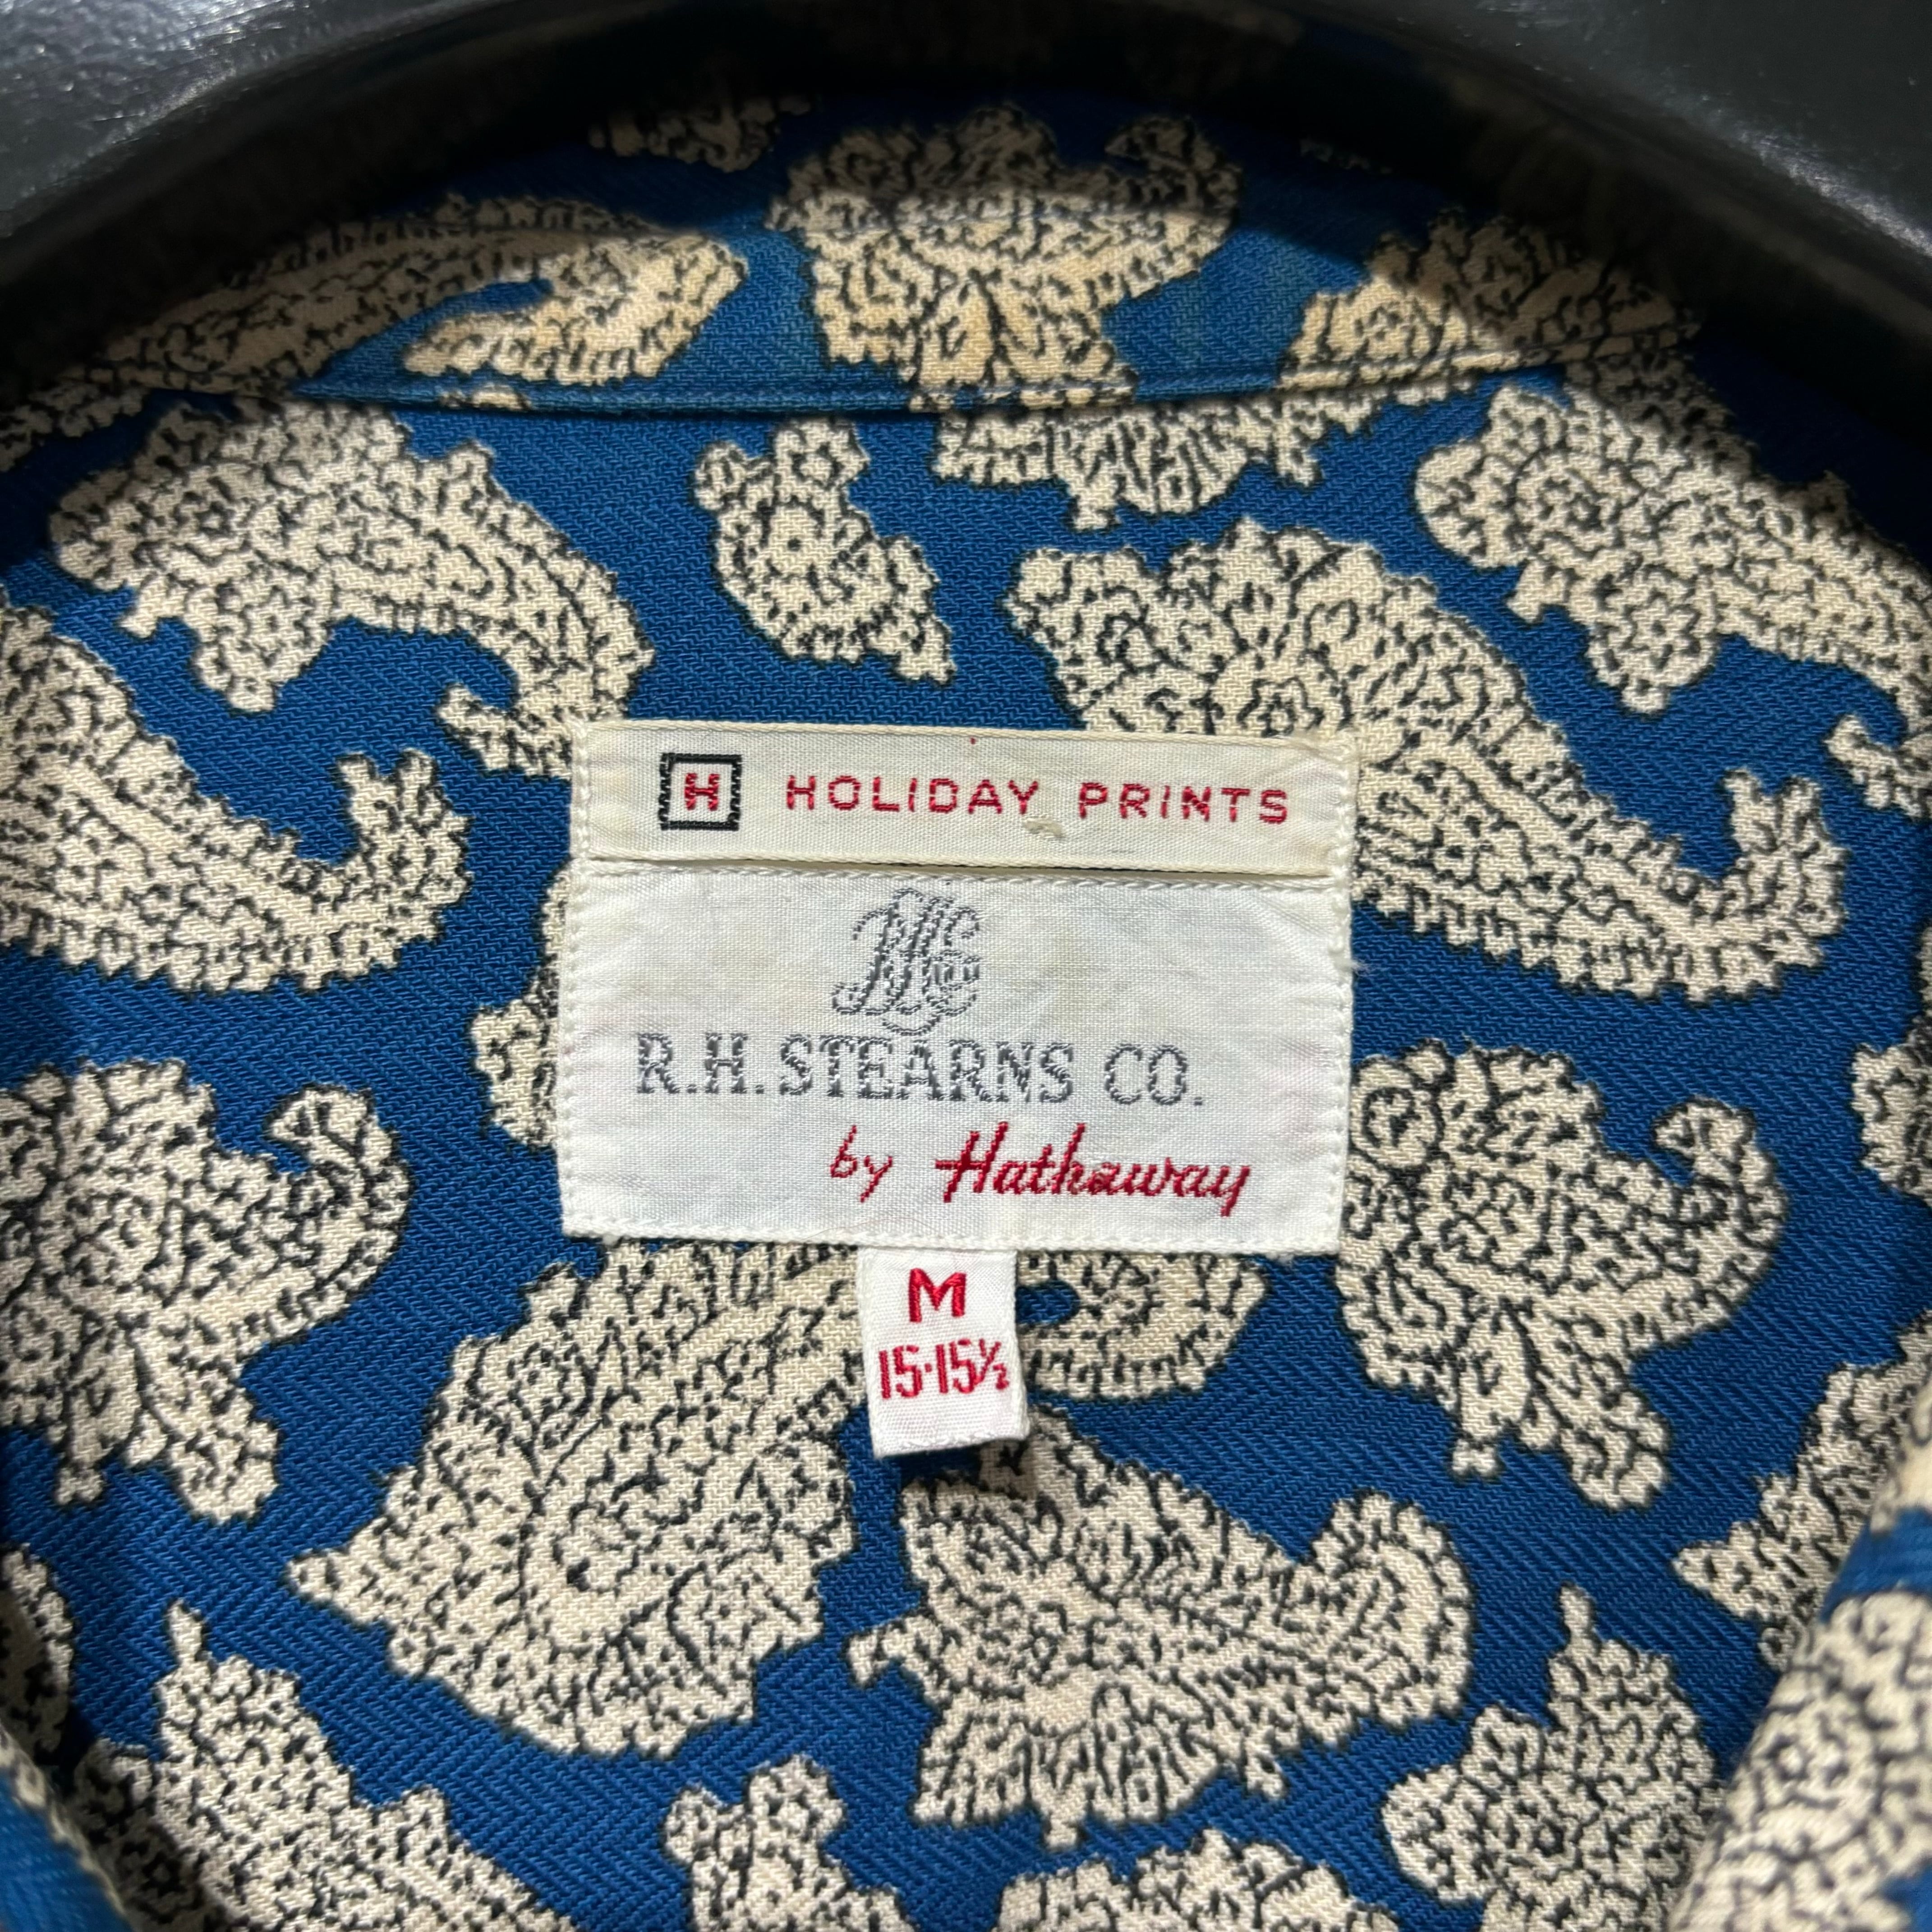 H HOLIDAY PRINTS
R.H. STEARNS CO.
by Hathaway
M
15·15½